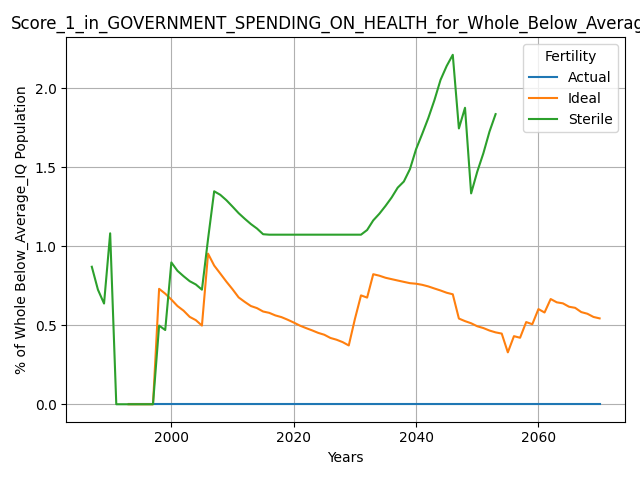 Score_1_in_GOVERNMENT_SPENDING_ON_HEALTH_for_Whole_Below_Averag
Fertility
Actual
Ideal
Sterile
% of Whole Below_Average_IQ Population
2.0
1.5
1.0
0.5
0.0
2000 2020 2040 2060
Years